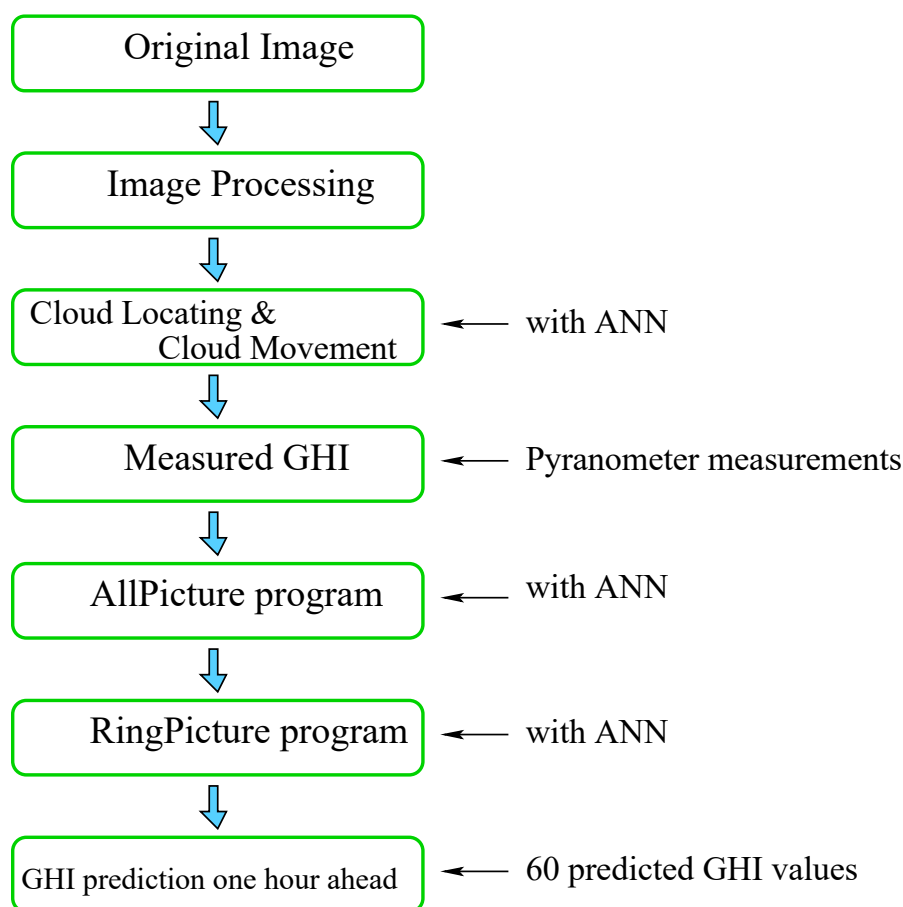 Original Image
Image Processing
Cloud Locating &
Cloud Movement
with ANN
Measured GHI
Pyranometer measurements
AllPicture program
with ANN
RingPicture program
with ANN
GHI prediction one hour ahead
60 predicted GHI values